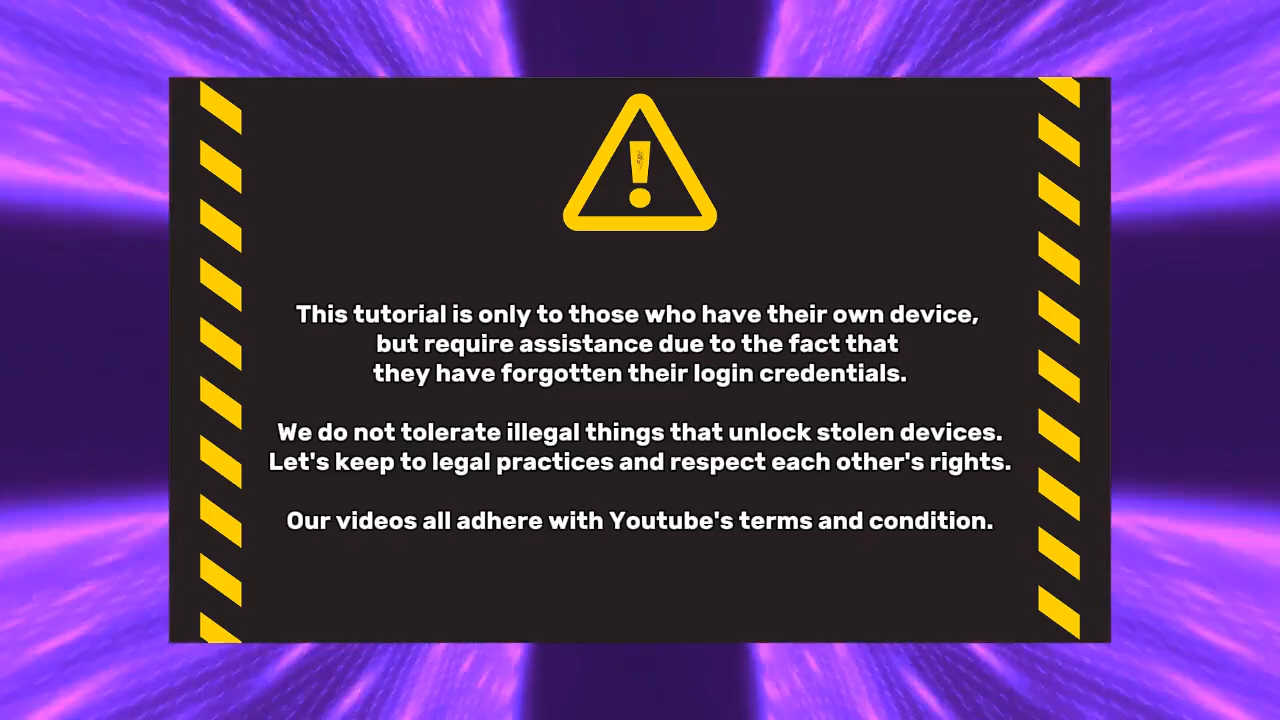 This tutorial is only to those who have their own device,
but require assistance due to the fact that
they have forgotten their login credentials.
We do not tolerate illegal things that unlock stolen devices.
Let's keep to legal practices and respect each other's rights.
Our videos all adhere with Youtube's terms and condition.